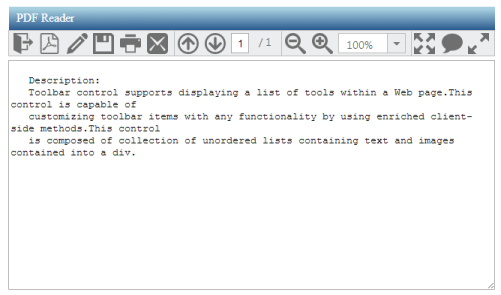 PDF Reader
1 /1 100%
Description:
Toolbar control supports displaying a list of tools within a Web page.This
control is capable of
customizing toolbar items with any functionality by using enriched client-
side methods.This control
is composed of collection of unordered lists containing text and images
contained into a div.